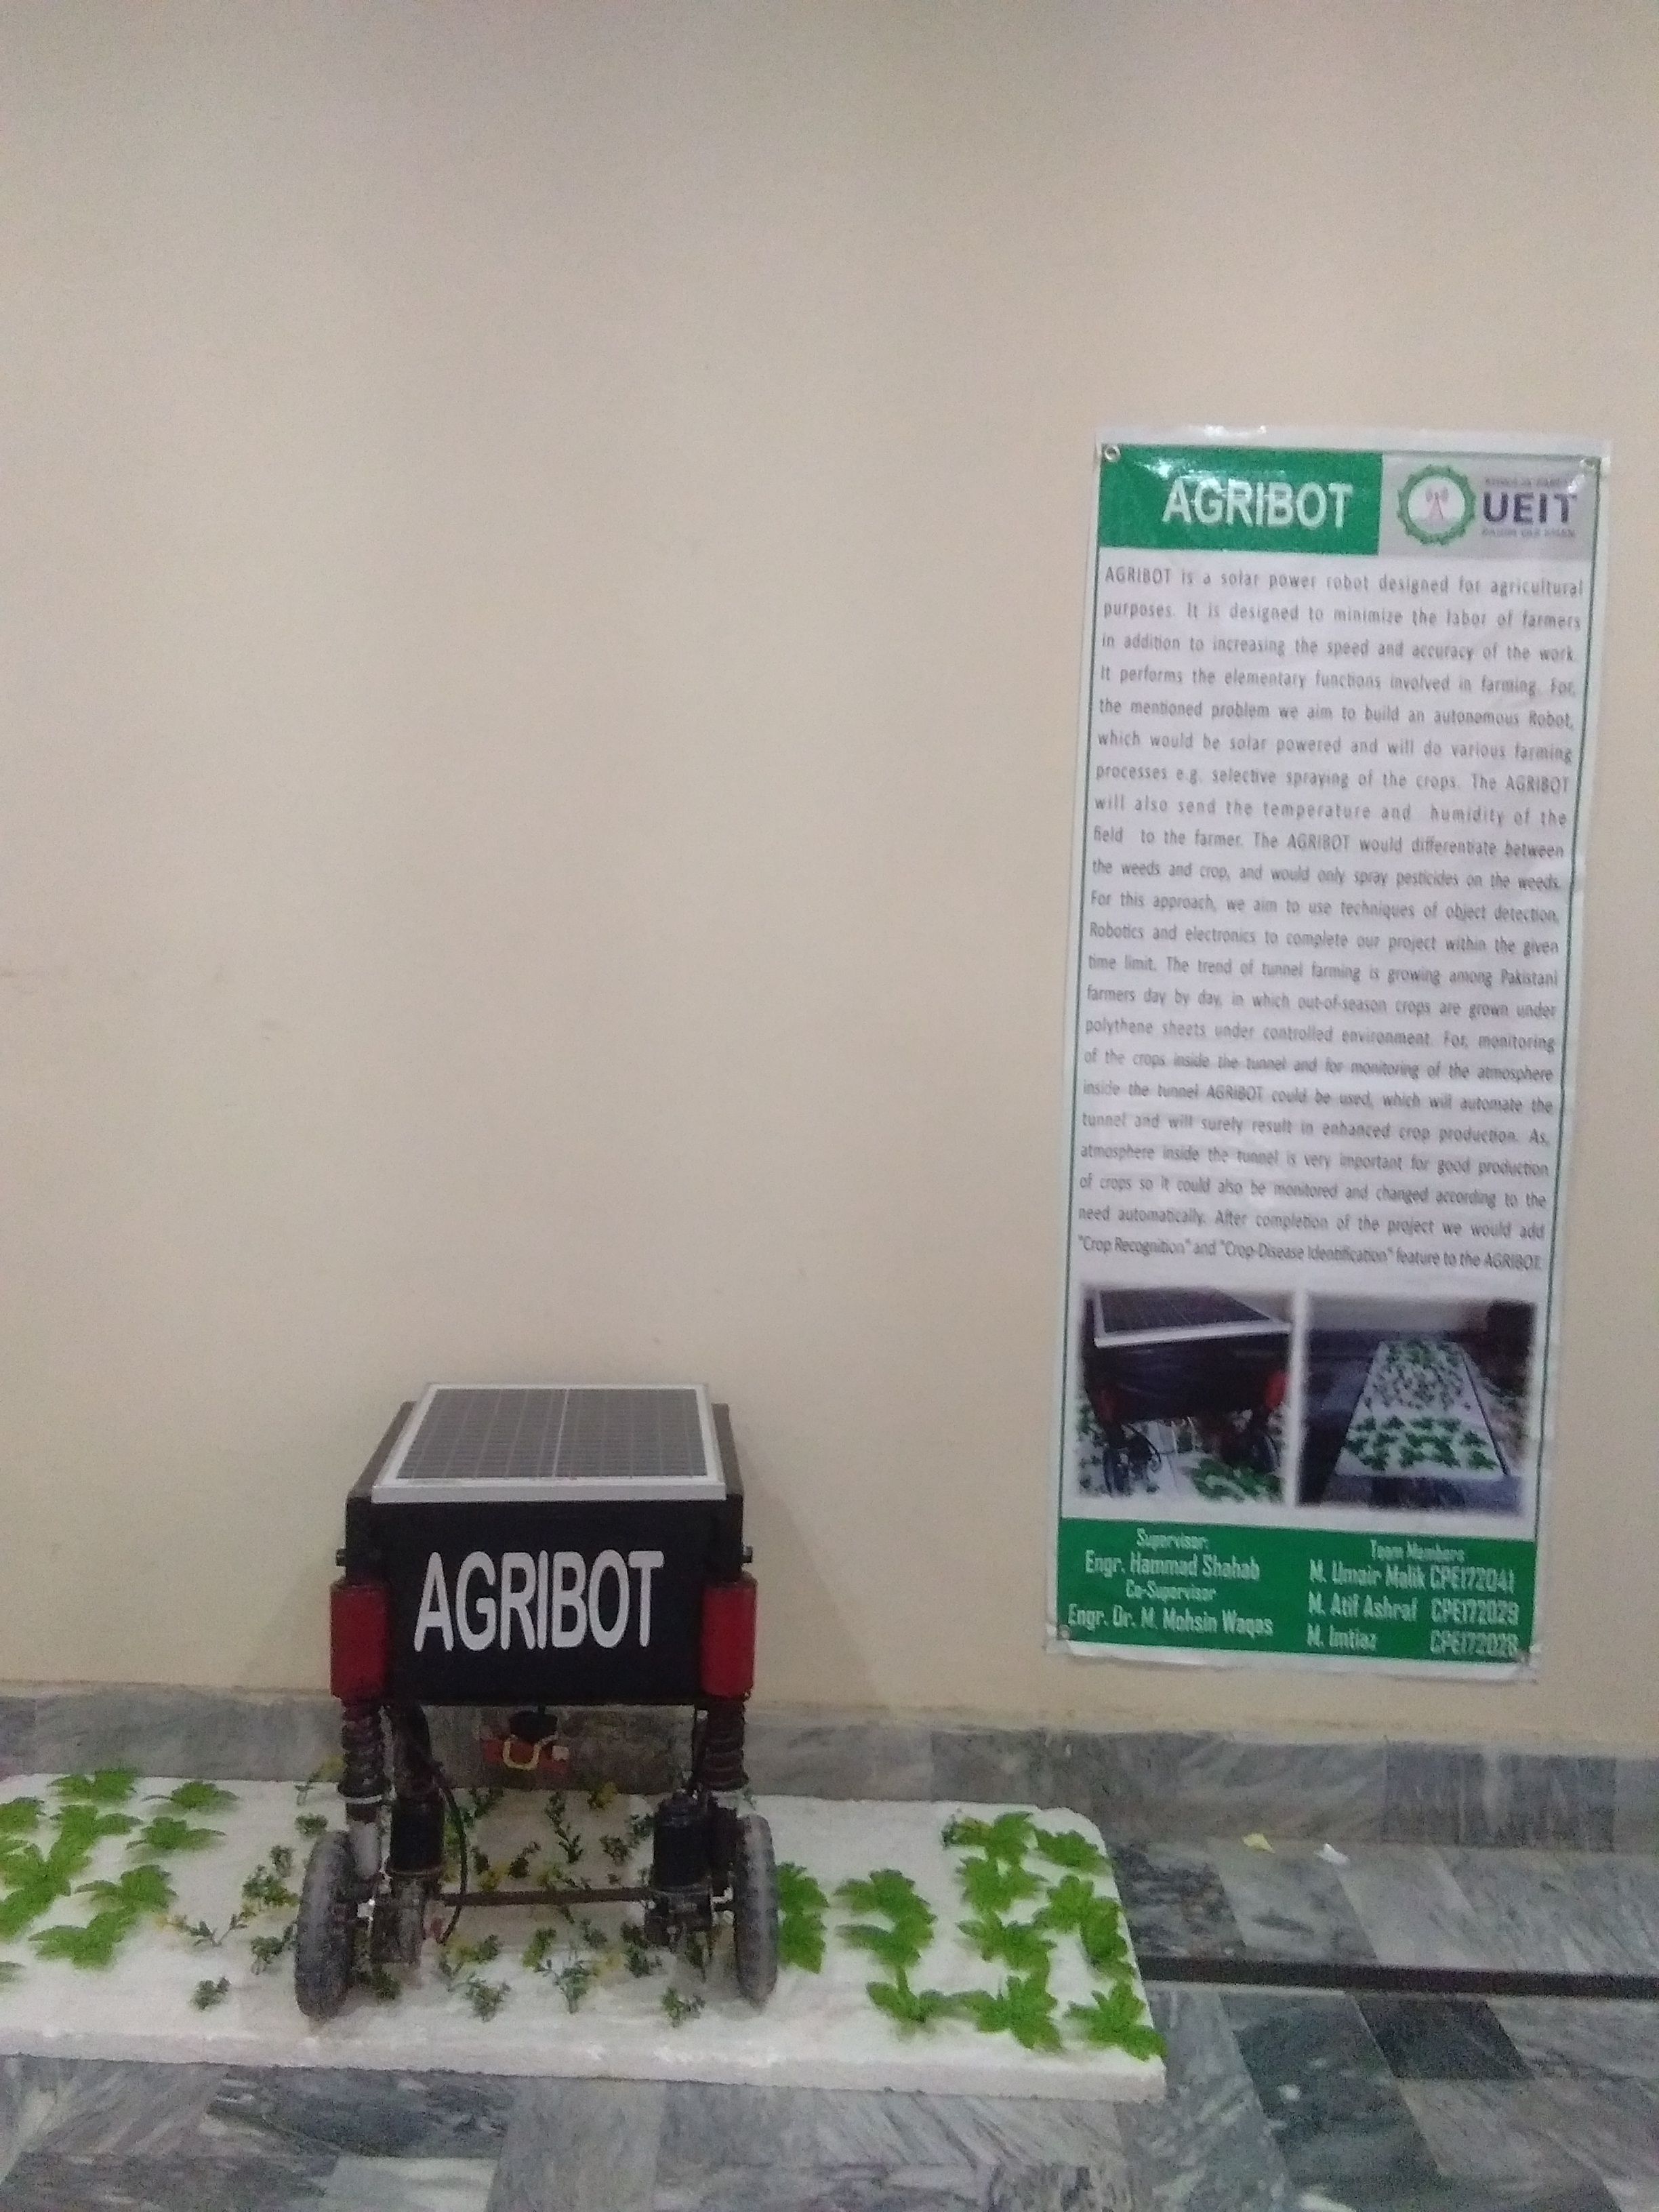 AGRIBOT
UEIT
AGRIBOT is a solar power robot designed for agricultural
purposes. It is designed to minimize the labor of farmers
in addition to increasing the speed and accuracy of the work.
It performs the elementary functions involved in farming. For,
the mentioned problem we aim to build an autonomous Robot,
which would be solar powered and will do various farming
processes e.g. selective spraying of the crops. The AGRIBOT
will also send the temperature and humidity of the
field to the farmer. The AGRIBOT would differentiate between
the weeds and crop, and would only spray pesticides on the weeds.
For this approach, we aim to use techniques of object detection,
Robotics and electronics to complete our project within the given
time limit. The trend of tunnel farming is growing among Pakistani
farmers day by day, in which out-of-season crops are grown under
polythene sheets under controlled environment. For, monitoring
of the crops inside the tunnel and for monitoring of the atmosphere
inside the tunnel AGRIBOT could be used, which will automate the
tunnel and will surely result in enhanced crop production. As,
atmosphere inside the tunnel is very important for good production
of crops so it could also be monitored and changed according to the
need automatically. After completion of the project we would add
"Crop Recognition" and "Crop-Disease Identification" feature to the AGRIBOT.
Supervisor:
Engr. Hammad Shahab
Co-Supervisor
Engr. Dr. M. Mohsin Waqas
Team Members
M. Umair Malik CPE172041
M. Atif Ashraf CPE172029
M. Imtiaz CPE172028
AGRIBOT